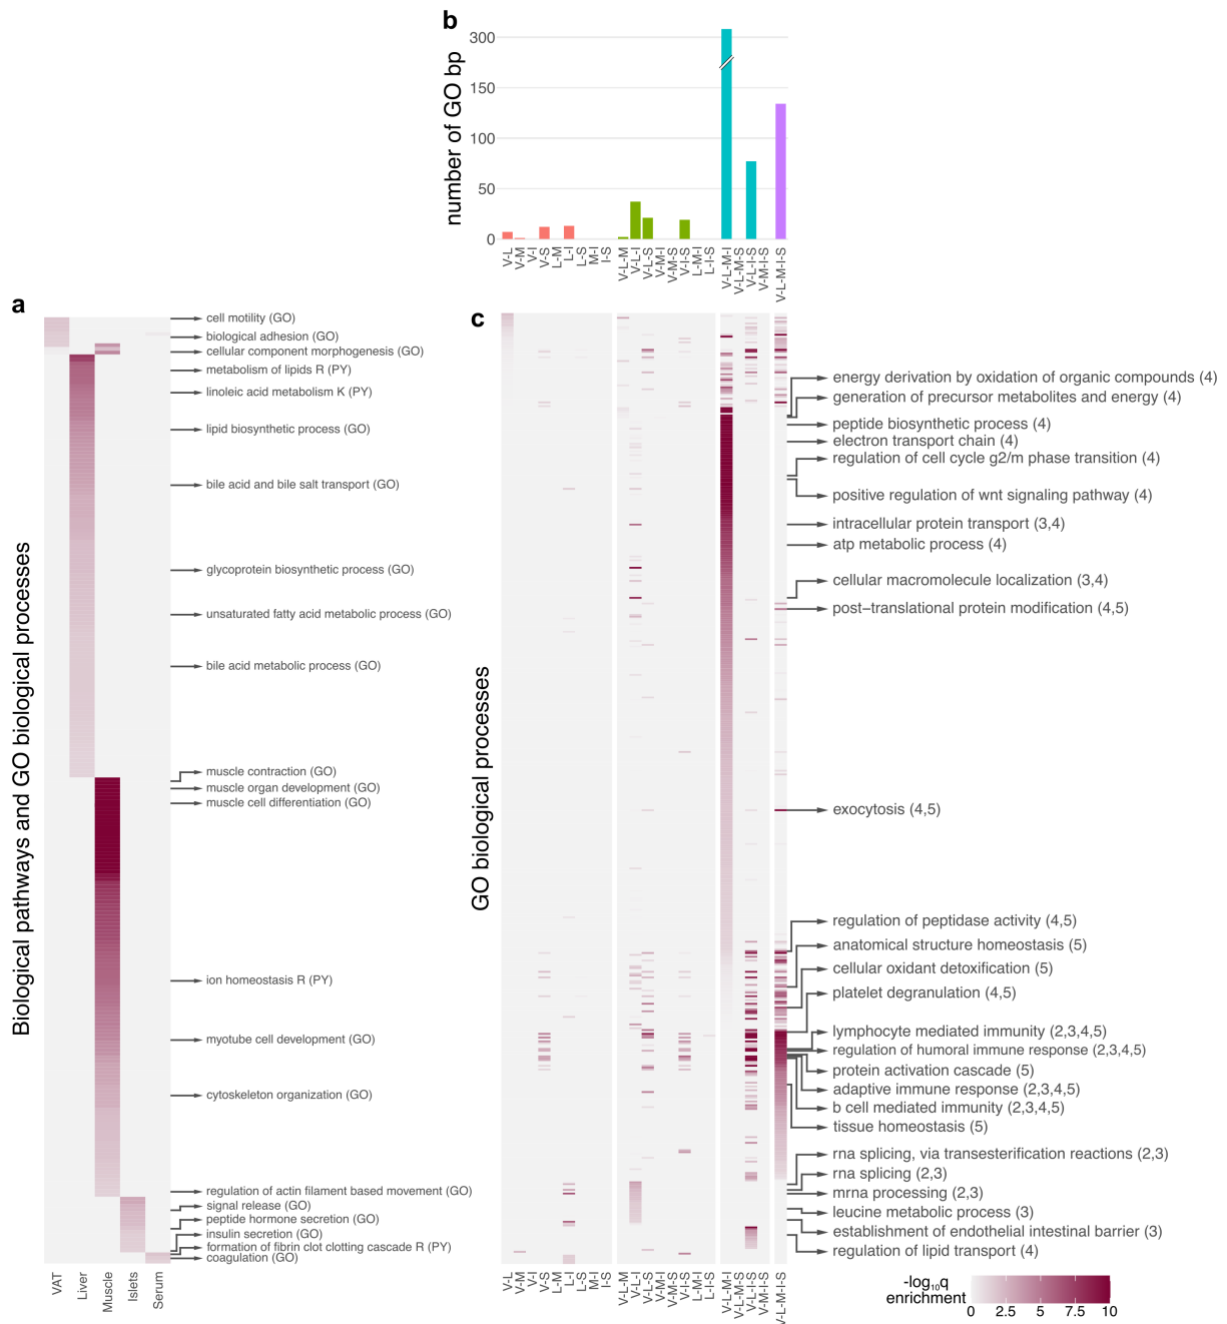 b
number of GO bp
300
150
100
50
0
V-L
V-M
V-I
V-S
L-M
L-I
L-S
M-I
I-S
V-L-M
V-L-I
V-L-S
V-M-I
V-M-S
V-I-S
L-M-I
L-I-S
V-L-M-I
V-L-M-S
V-L-I-S
V-M-I-S
V-L-M-I-S
a
Biological pathways and GO biological processes
cell motility (GO)
biological adhesion (GO)
cellular component morphogenesis (GO)
metabolism of lipids R (PY)
linoleic acid metabolism K (PY)
lipid biosynthetic process (GO)
bile acid and bile salt transport (GO)
glycoprotein biosynthetic process (GO)
unsaturated fatty acid metabolic process (GO)
bile acid metabolic process (GO)
muscle contraction (GO)
muscle organ development (GO)
muscle cell differentiation (GO)
ion homeostasis R (PY)
myotube cell development (GO)
cytoskeleton organization (GO)
regulation of actin filament based movement (GO)
signal release (GO)
peptide hormone secretion (GO)
insulin secretion (GO)
formation of fibrin clot clotting cascade R (PY)
coagulation (GO)
VAT
Liver
Muscle
Islets
Serum
c
GO biological processes
energy derivation by oxidation of organic compounds (4)
generation of precursor metabolites and energy (4)
peptide biosynthetic process (4)
electron transport chain (4)
regulation of cell cycle g2/m phase transition (4)
positive regulation of wnt signaling pathway (4)
intracellular protein transport (3,4)
atp metabolic process (4)
cellular macromolecule localization (3,4)
post−translational protein modification (4,5)
exocytosis (4,5)
regulation of peptidase activity (4,5)
anatomical structure homeostasis (5)
cellular oxidant detoxification (5)
platelet degranulation (4,5)
lymphocyte mediated immunity (2,3,4,5)
regulation of humoral immune response (2,3,4,5)
protein activation cascade (5)
adaptive immune response (2,3,4,5)
b cell mediated immunity (2,3,4,5)
tissue homeostasis (5)
rna splicing, via transesterification reactions (2,3)
rna splicing (2,3)
mrna processing (2,3)
leucine metabolic process (3)
establishment of endothelial intestinal barrier (3)
regulation of lipid transport (4)
V-L
V-M
V-I
V-S
L-M
L-I
L-S
M-I
I-S
V-L-M
V-L-I
V-L-S
V-M-I
V-M-S
V-I-S
L-M-I
L-I-S
V-L-M-I
V-L-M-S
V-L-I-S
V-M-I-S
V-L-M-I-S
-log₁₀q
enrichment
0 2.5 5 7.5 10